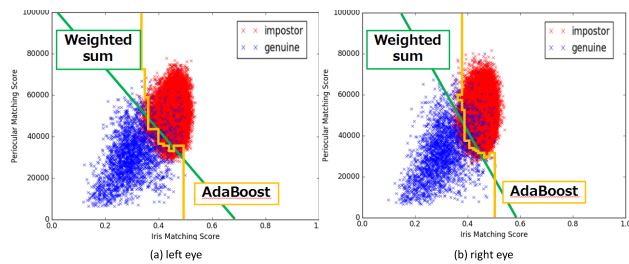 100000
80000
60000
40000
20000
0
0.0
0.2
0.4
0.6
0.8
1.0
Periocular Matching Score
Iris Matching Score
Weighted
sum
AdaBoost
× × impostor
× × genuine
(a) left eye
100000
80000
60000
40000
20000
0
0.0
0.2
0.4
0.6
0.8
1.0
Periocular Matching Score
Iris Matching Score
Weighted
sum
AdaBoost
× × impostor
× × genuine
(b) right eye